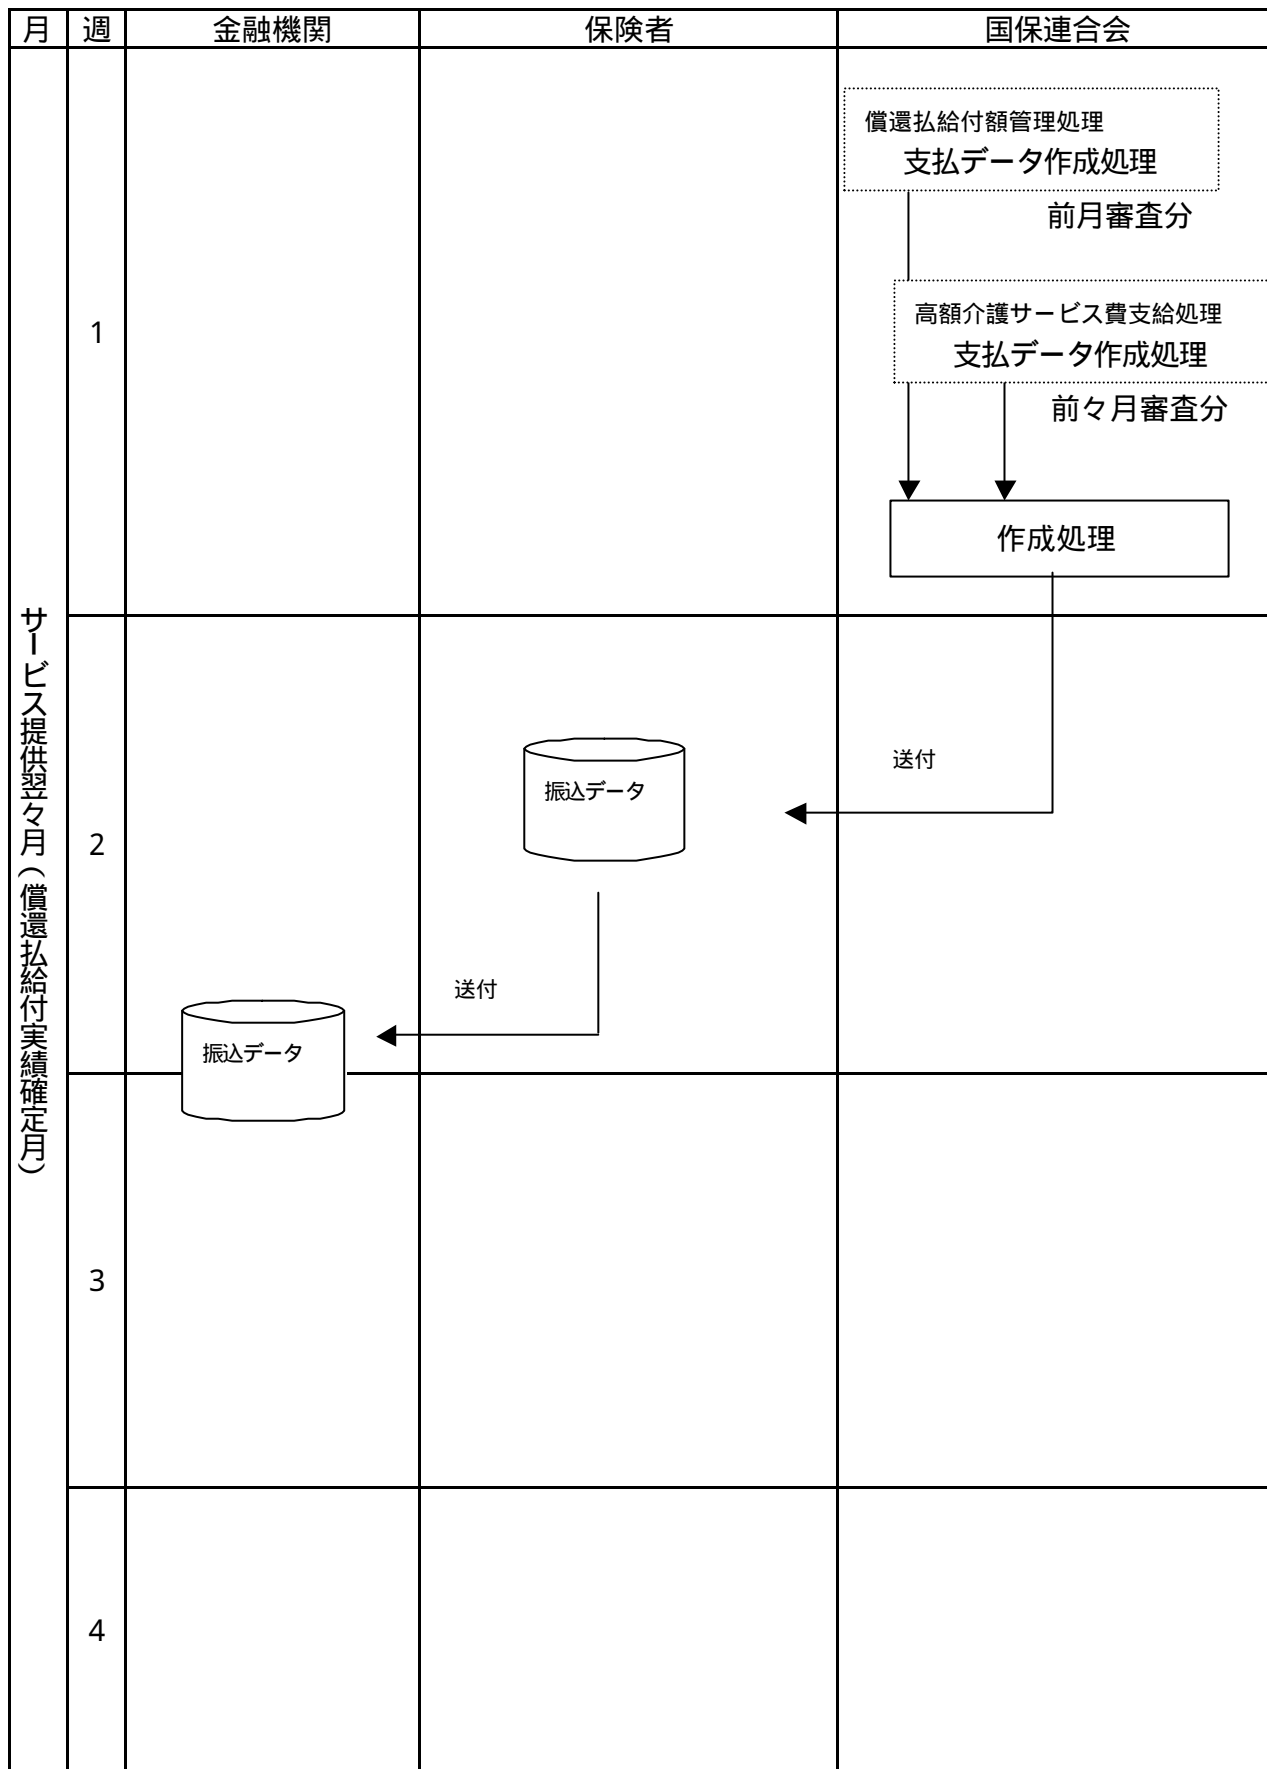 月 週 金融機関 保険者 国保連合会
償還払給付額管理処理
支払データ作成処理
前月審査分
1
高額介護サービス費支給処理
支払データ作成処理
前々月審査分
作成処理
サービス提供翌々月(償還払給付実績確定月)
2
送付
振込データ
送付
振込データ
3
4